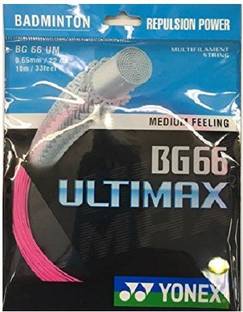 BADMINTON
REPULSION POWER
BG 66 UM
0.65mm / 22 GA
10m / 33feet
MULTIFILAMENT
STRING
MEDIUM FEELING
BG66
ULTIMAX
YONEX